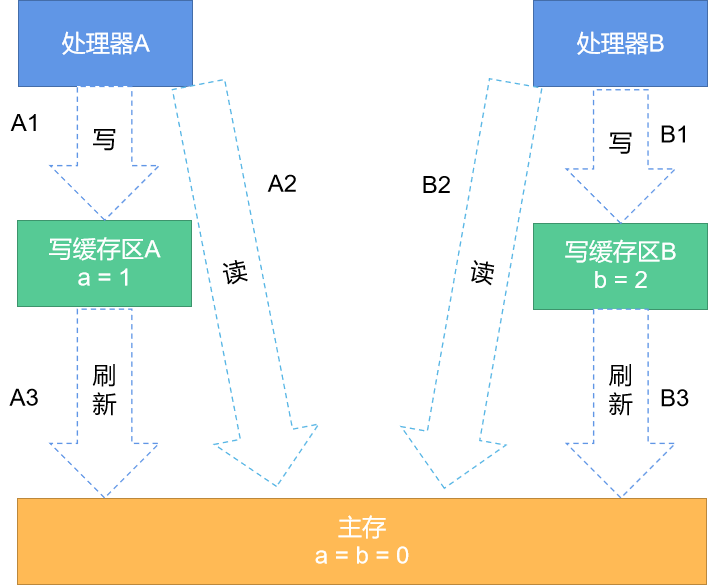 处理器A
处理器B
A1
写
写
B1
A2
B2
写缓存区A
a = 1
写缓存区B
b = 2
读
读
A3
刷
新
刷
新
B3
主存
a = b = 0